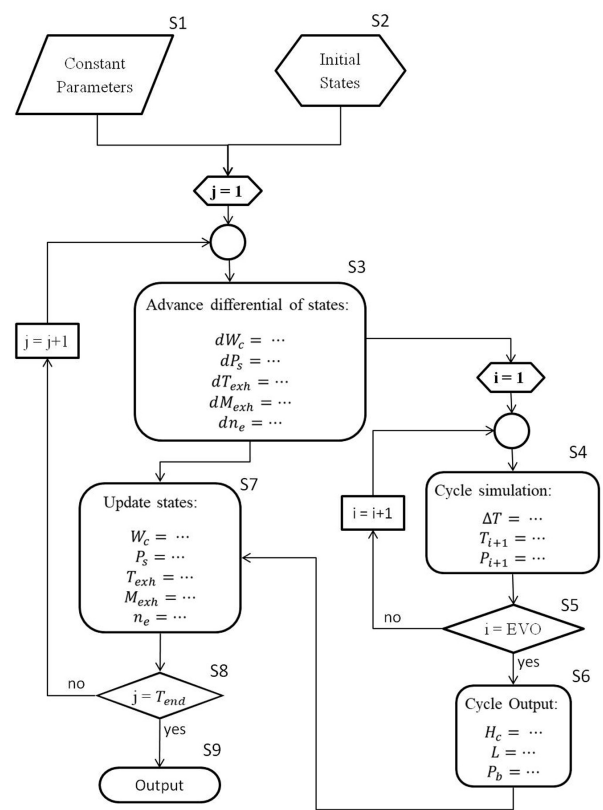 S1
Constant
Parameters
S2
Initial
States
j = 1
S3
Advance differential of states:
dW_c = ⋯
dP_s = ⋯
dT_exh = ⋯
dM_exh = ⋯
dn_e = ⋯
j = j+1
i = 1
S4
Cycle simulation:
ΔT = ⋯
T_{i+1} = ⋯
P_{i+1} = ⋯
i = i+1
S5
i = EVO
no
yes
S6
Cycle Output:
H_c = ⋯
L = ⋯
P_b = ⋯
S7
Update states:
W_c = ⋯
P_s = ⋯
T_exh = ⋯
M_exh = ⋯
n_e = ⋯
S8
j = T_end
no
yes
S9
Output